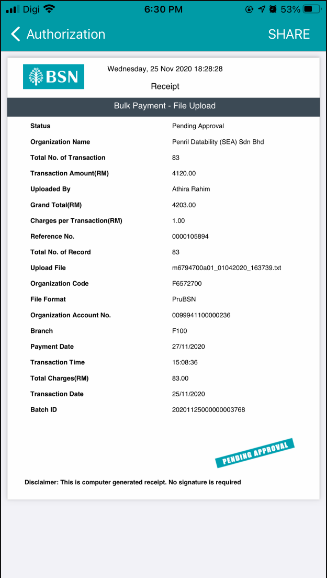 Digi 6:30 PM 53%
Authorization SHARE
BSN
Wednesday, 25 Nov 2020 18:28:28
Receipt
Bulk Payment - File Upload
Status Pending Approval
Organization Name Penril Datability (SEA) Sdn Bhd
Total No. of Transaction 83
Transaction Amount(RM) 4120.00
Uploaded By Athira Rahim
Grand Total(RM) 4203.00
Charges per Transaction(RM) 1.00
Reference No. 0000105894
Total No. of Record 83
Upload File m6794700a01_01042020_163739.txt
Organization Code F6572700
File Format PruBSN
Organization Account No. 0099941100000236
Branch F100
Payment Date 27/11/2020
Transaction Time 15:08:36
Total Charges(RM) 83.00
Transaction Date 25/11/2020
Batch ID 20201125000000003768
PENDING APPROVAL
Disclaimer: This is computer generated receipt. No signature is required